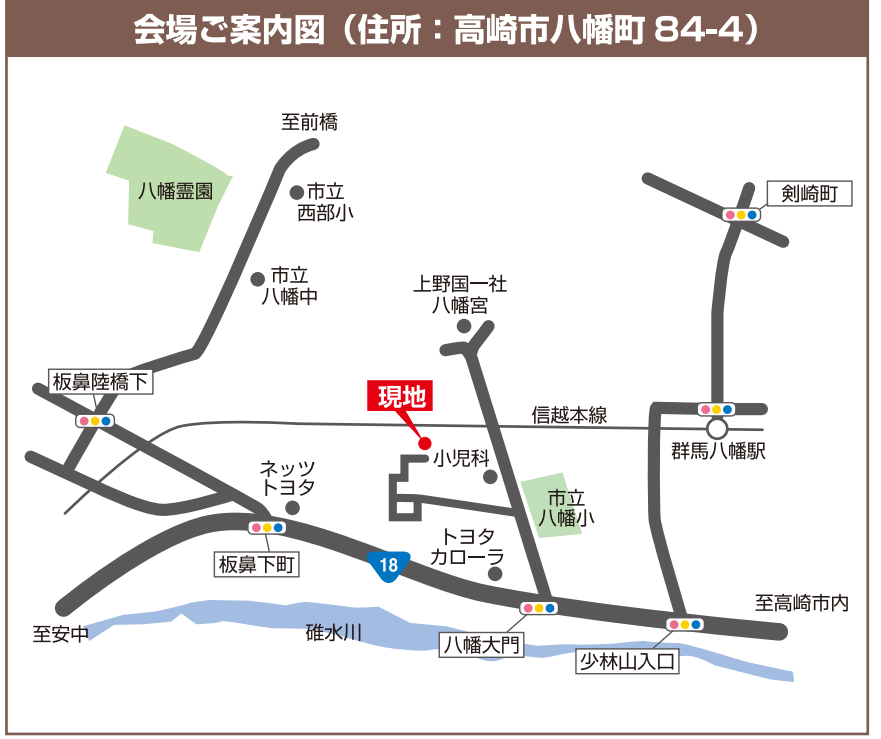 会場ご案内図（住所：高崎市八幡町 84-4）
至前橋
八幡霊園
市立
西部小
剣崎町
市立
八幡中
上野国一社
八幡宮
板鼻陸橋下
現地
信越本線
群馬八幡駅
小児科
ネッツ
トヨタ
市立
八幡小
トヨタ
カローラ
板鼻下町
18
至高崎市内
至安中
碓水川
八幡大門
少林山入口